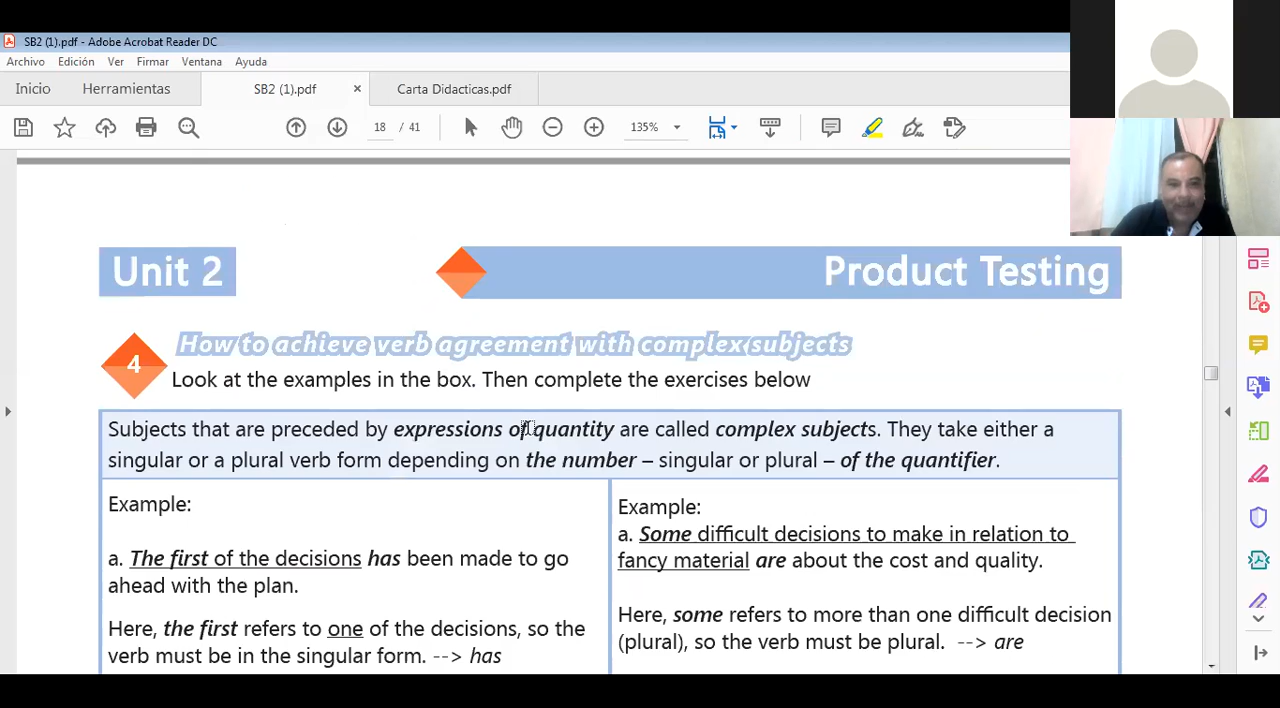 SB2 (1).pdf - Adobe Acrobat Reader DC
Archivo Edición Ver Firmar Ventana Ayuda
Inicio Herramientas SB2 (1).pdf × Carta Didacticas.pdf
18 / 41 135%
Unit 2 Product Testing
How to achieve verb agreement with complex subjects
4
Look at the examples in the box. Then complete the exercises below
Subjects that are preceded by expressions of quantity are called complex subjects. They take either a
singular or a plural verb form depending on the number – singular or plural – of the quantifier.
Example:
a. The first of the decisions has been made to go
ahead with the plan.
Here, the first refers to one of the decisions, so the
verb must be in the singular form. --> has
Example:
a. Some difficult decisions to make in relation to
fancy material are about the cost and quality.
Here, some refers to more than one difficult decision
(plural), so the verb must be plural. --> are